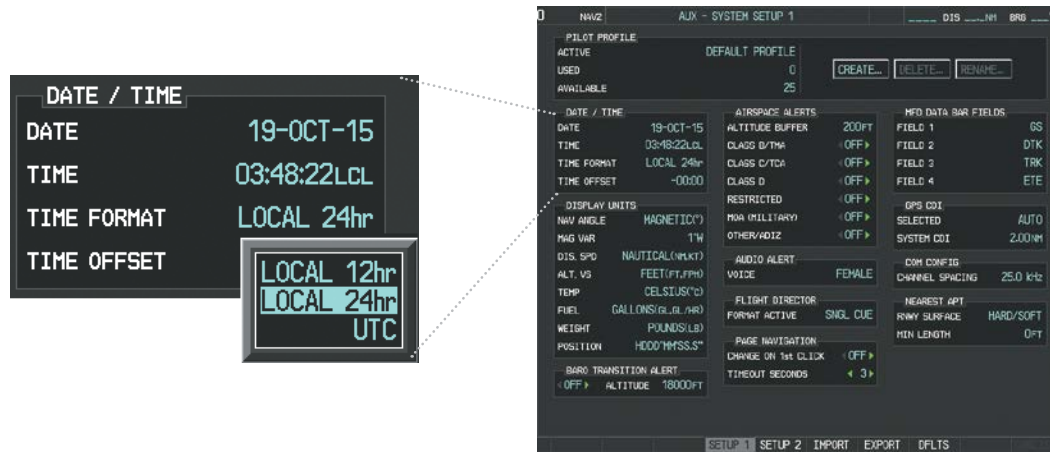 DATE / TIME
DATE 19-OCT-15
TIME 03:48:22LCL
TIME FORMAT LOCAL 24hr
TIME OFFSET
LOCAL 12hr
LOCAL 24hr
UTC
NAV2 AUX - SYSTEM SETUP 1 ____ DIS __._NM BRG ___
PILOT PROFILE
ACTIVE DEFAULT PROFILE
USED 0
AVAILABLE 25
CREATE... DELETE... RENAME...
DATE / TIME
DATE 19-OCT-15
TIME 03:48:22LCL
TIME FORMAT LOCAL 24hr
TIME OFFSET -00:00
DISPLAY UNITS
NAV ANGLE MAGNETIC(°)
MAG VAR 1°W
DIS, SPD NAUTICAL(NM,KT)
ALT, VS FEET(FT,FPM)
TEMP CELSIUS(°C)
FUEL GALLONS(GL,GL/HR)
WEIGHT POUNDS(LB)
POSITION HDDD°MM'SS.S"
BARO TRANSITION ALERT
OFF ALTITUDE 18000FT
AIRSPACE ALERTS
ALTITUDE BUFFER 200FT
CLASS B/TMA OFF
CLASS C/TCA OFF
CLASS D OFF
RESTRICTED OFF
MOA (MILITARY) OFF
OTHER/ADIZ OFF
AUDIO ALERT
VOICE FEMALE
FLIGHT DIRECTOR
FORMAT ACTIVE SNGL CUE
PAGE NAVIGATION
CHANGE ON 1st CLICK OFF
TIMEOUT SECONDS 3
MFD DATA BAR FIELDS
FIELD 1 GS
FIELD 2 DTK
FIELD 3 TRK
FIELD 4 ETE
GPS CDI
SELECTED AUTO
SYSTEM CDI 2.00NM
COM CONFIG
CHANNEL SPACING 25.0 kHz
NEAREST APT
RNWY SURFACE HARD/SOFT
MIN LENGTH 0FT
SETUP 1 SETUP 2 IMPORT EXPORT DFLTS